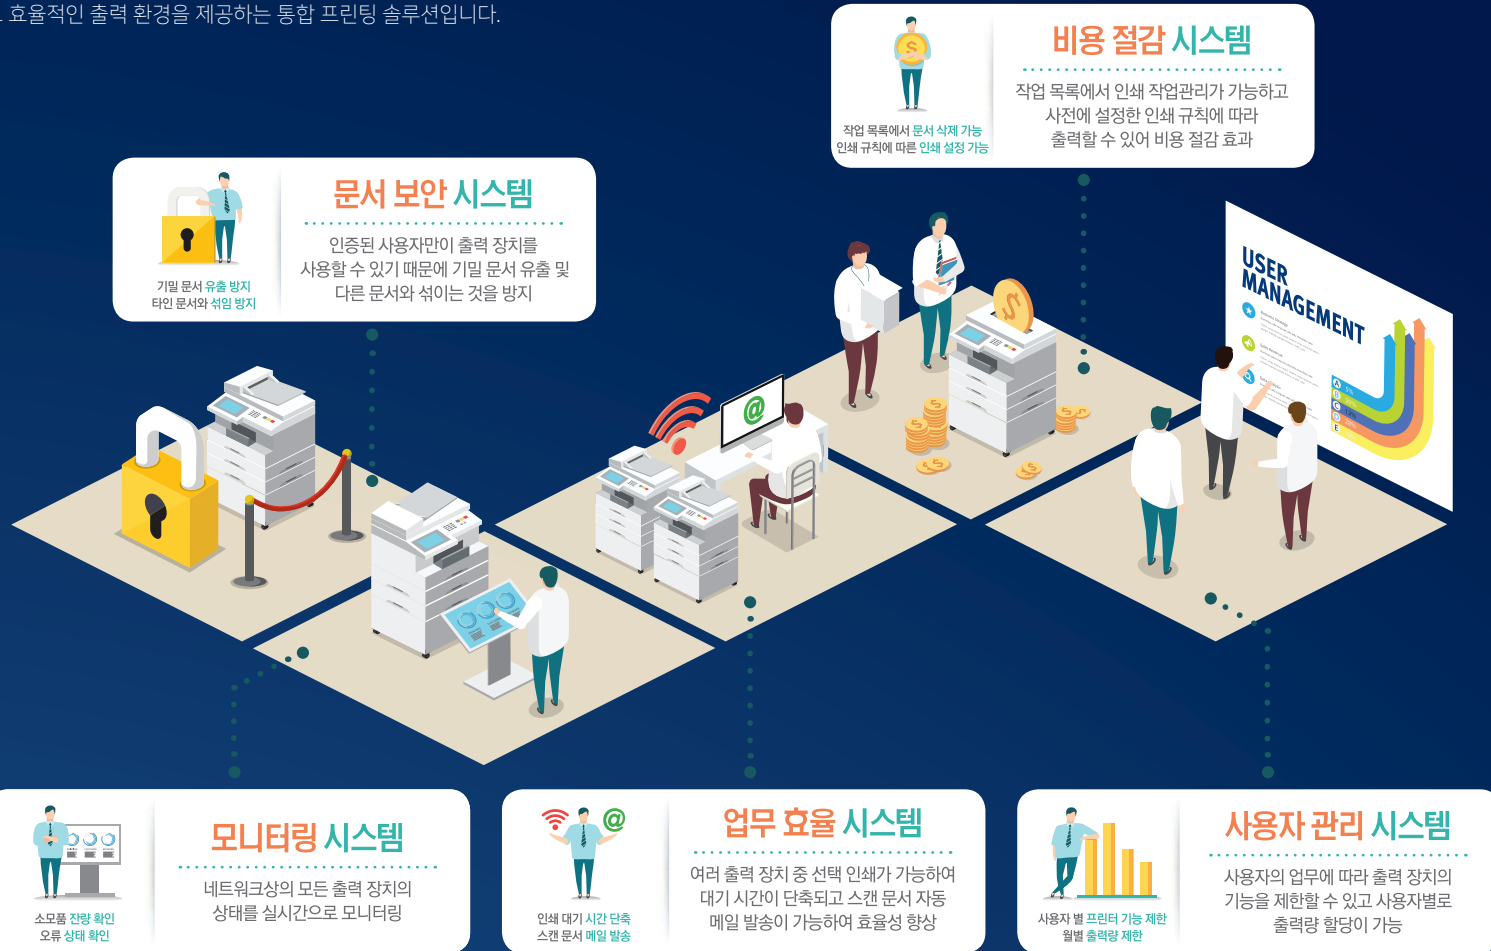 효율적인 출력 환경을 제공하는 통합 프린팅 솔루션입니다.
비용 절감 시스템
작업 목록에서 인쇄 작업관리가 가능하고
사전에 설정한 인쇄 규칙에 따라
출력할 수 있어 비용 절감 효과
작업 목록에서 문서 삭제 가능
인쇄 규칙에 따른 인쇄 설정 가능
문서 보안 시스템
인증된 사용자만이 출력 장치를
사용할 수 있기 때문에 기밀 문서 유출 및
다른 문서와 섞이는 것을 방지
기밀 문서 유출 방지
타인 문서와 섞임 방지
USER
MANAGEMENT
A 5%
B
C 12%
D
E
@
$
모니터링 시스템
네트워크상의 모든 출력 장치의
상태를 실시간으로 모니터링
소모품 잔량 확인
오류 상태 확인
업무 효율 시스템
여러 출력 장치 중 선택 인쇄가 가능하여
대기 시간이 단축되고 스캔 문서 자동
메일 발송이 가능하여 효율성 향상
@
인쇄 대기 시간 단축
스캔 문서 메일 발송
사용자 관리 시스템
사용자의 업무에 따라 출력 장치의
기능을 제한할 수 있고 사용자별로
출력량 할당이 가능
사용자 별 프린터 기능 제한
월별 출력량 제한